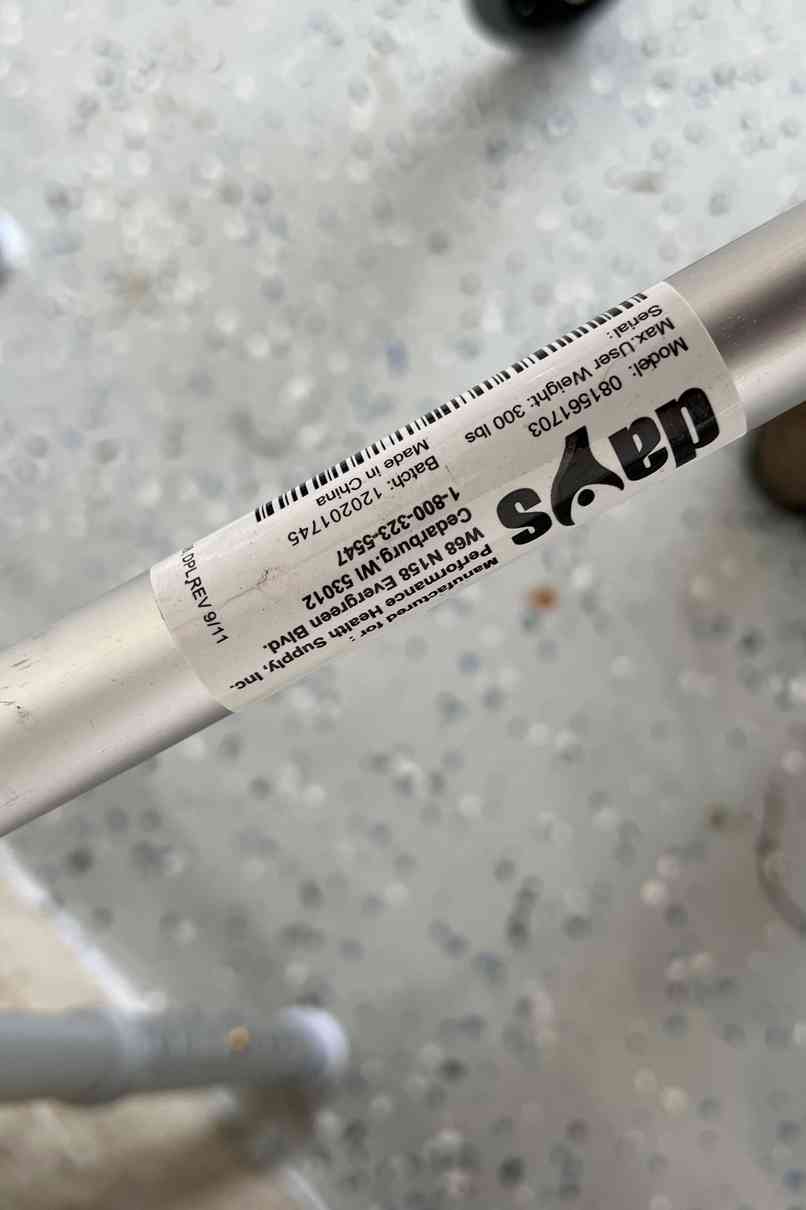 days
Model: 081561703
Max.User Weight: 300 lbs
Serial:
Manufactured for:
Performance Health Supply, Inc.
W68 N158 Evergreen Blvd.
Cedarburg.WI 53012
1-800-323-5547
Batch: 120201745
Made in China
DPL,REV 9/11